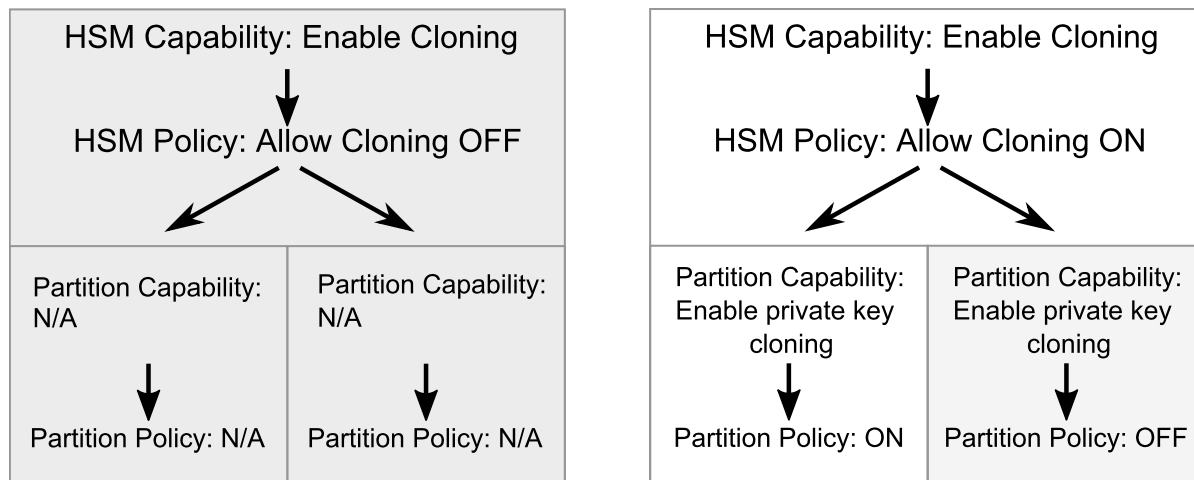 HSM Capability: Enable Cloning
HSM Policy: Allow Cloning OFF
Partition Capability:
N/A
Partition Policy: N/A
Partition Capability:
N/A
Partition Policy: N/A
HSM Capability: Enable Cloning
HSM Policy: Allow Cloning ON
Partition Capability:
Enable private key
cloning
Partition Policy: ON
Partition Capability:
Enable private key
cloning
Partition Policy: OFF